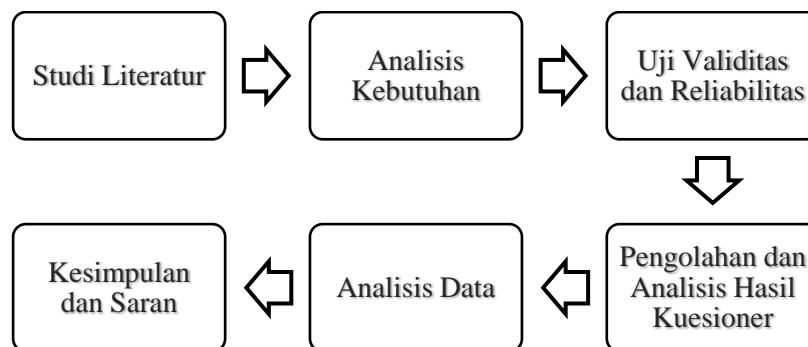 Studi Literatur
Analisis
Kebutuhan
Uji Validitas
dan Reliabilitas
Pengolahan dan
Analisis Hasil
Kuesioner
Analisis Data
Kesimpulan
dan Saran